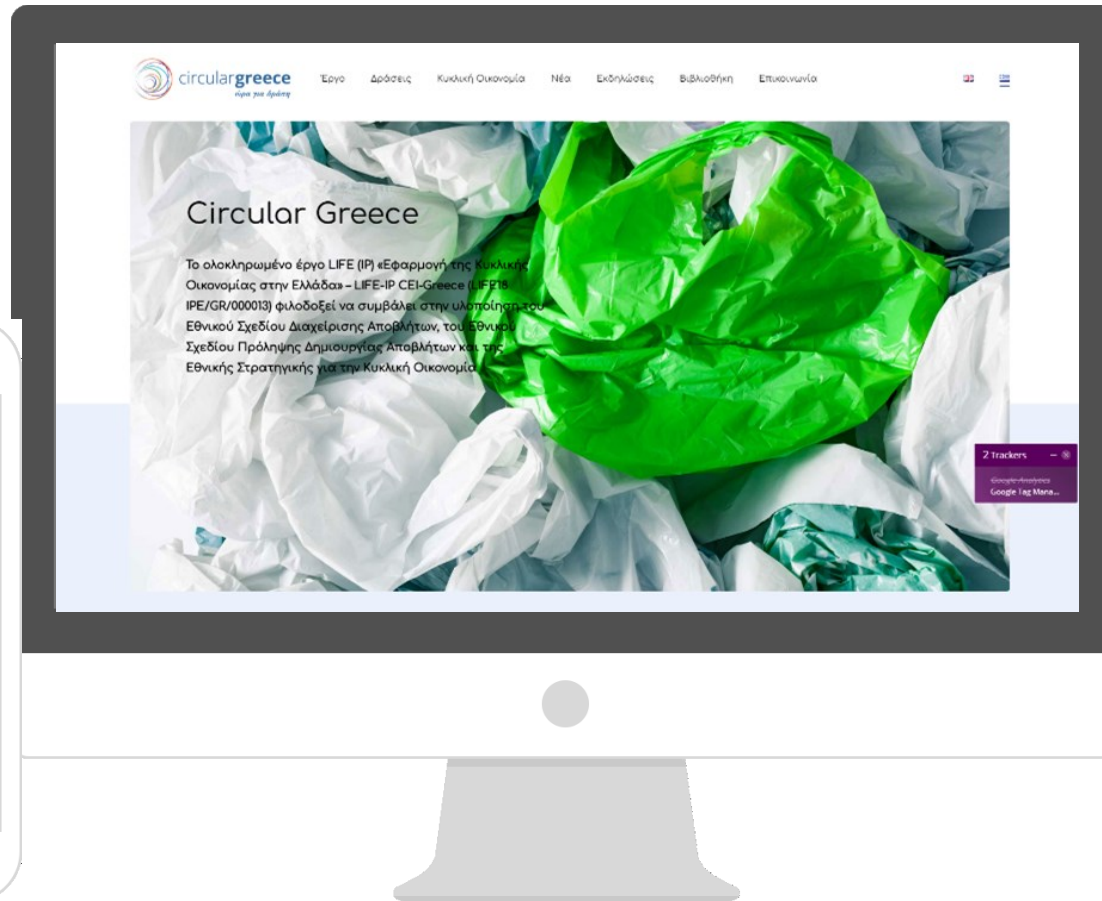 circulargreece
ώρα για δράση
Έργο Δράσεις Κυκλική Οικονομία Νέα Εκδηλώσεις Βιβλιοθήκη Επικοινωνία
Circular Greece
Το ολοκληρωμένο έργο LIFE (IP) «Εφαρμογή της Κυκλικής
Οικονομίας στην Ελλάδα» – LIFE-IP CEI-Greece (LIFE18
IPE/GR/000013) φιλοδοξεί να συμβάλει στην υλοποίηση του
Εθνικού Σχεδίου Διαχείρισης Αποβλήτων, του Εθνικού
Σχεδίου Πρόληψης Δημιουργίας Αποβλήτων και της
Εθνικής Στρατηγικής για την Κυκλική Οικονομία
2 Trackers
Google Analytics
Google Tag Mana...